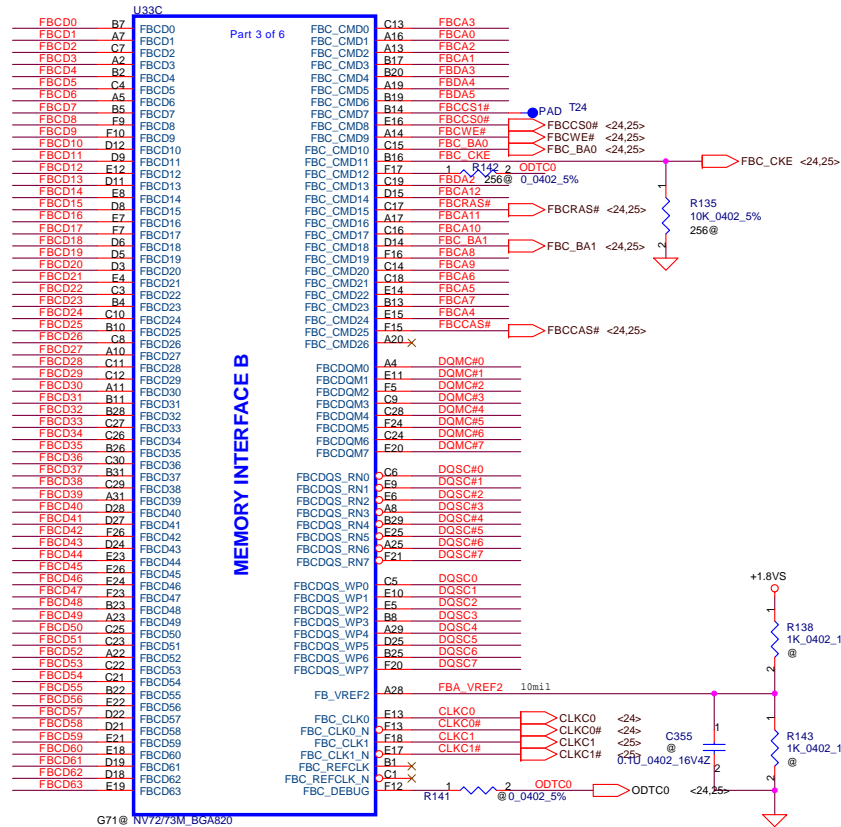 U33C
Part 3 of 6
FBCD0 B7 FBCD0
FBCD1 A7 FBCD1
FBCD2 C7 FBCD2
FBCD3 A2 FBCD3
FBCD4 B2 FBCD4
FBCD5 C4 FBCD5
FBCD6 A5 FBCD6
FBCD7 B5 FBCD7
FBCD8 F9 FBCD8
FBCD9 F10 FBCD9
FBCD10 D12 FBCD10
FBCD11 D9 FBCD11
FBCD12 E12 FBCD12
FBCD13 D11 FBCD13
FBCD14 E8 FBCD14
FBCD15 D8 FBCD15
FBCD16 E7 FBCD16
FBCD17 F7 FBCD17
FBCD18 D6 FBCD18
FBCD19 D5 FBCD19
FBCD20 D3 FBCD20
FBCD21 E4 FBCD21
FBCD22 C3 FBCD22
FBCD23 B4 FBCD23
FBCD24 C10 FBCD24
FBCD25 B10 FBCD25
FBCD26 C8 FBCD26
FBCD27 A10 FBCD27
FBCD28 C11 FBCD28
FBCD29 C12 FBCD29
FBCD30 A11 FBCD30
FBCD31 B11 FBCD31
FBCD32 B28 FBCD32
FBCD33 C27 FBCD33
FBCD34 C26 FBCD34
FBCD35 B26 FBCD35
FBCD36 C30 FBCD36
FBCD37 B31 FBCD37
FBCD38 C29 FBCD38
FBCD39 A31 FBCD39
FBCD40 D28 FBCD40
FBCD41 D27 FBCD41
FBCD42 F26 FBCD42
FBCD43 D24 FBCD43
FBCD44 E23 FBCD44
FBCD45 E26 FBCD45
FBCD46 E24 FBCD46
FBCD47 F23 FBCD47
FBCD48 B23 FBCD48
FBCD49 A23 FBCD49
FBCD50 C25 FBCD50
FBCD51 C23 FBCD51
FBCD52 A22 FBCD52
FBCD53 C22 FBCD53
FBCD54 C21 FBCD54
FBCD55 B22 FBCD55
FBCD56 E22 FBCD56
FBCD57 D22 FBCD57
FBCD58 D21 FBCD58
FBCD59 E21 FBCD59
FBCD60 E18 FBCD60
FBCD61 D19 FBCD61
FBCD62 D18 FBCD62
FBCD63 E19 FBCD63
MEMORY INTERFACE B
FBC_CMD0 C13 FBCA3
FBC_CMD1 A16 FBCA0
FBC_CMD2 A13 FBCA2
FBC_CMD3 B17 FBCA1
FBC_CMD4 B20 FBDA3
FBC_CMD5 A19 FBDA4
FBC_CMD6 B19 FBDA5
FBC_CMD7 B14 FBCCS1# PAD T24
FBC_CMD8 E16 FBCCS0# FBCCS0# <24,25>
FBC_CMD9 A14 FBCWE# FBCWE# <24,25>
FBC_CMD10 C15 FBC_BA0 FBC_BA0 <24,25>
FBC_CMD11 B16 FBC_CKE FBC_CKE <24,25>
FBC_CMD12 F17 1 R142 2 ODTC0
256@ 0_0402_5%
FBC_CMD13 C19 FBDA2
FBC_CMD14 D15 FBCA12
FBC_CMD15 C17 FBCRAS# FBCRAS# <24,25>
FBC_CMD16 A17 FBCA11
FBC_CMD17 C16 FBCA10
FBC_CMD18 D14 FBC_BA1 FBC_BA1 <24,25>
FBC_CMD19 F16 FBCA8
FBC_CMD20 C14 FBCA9
FBC_CMD21 C18 FBCA6
FBC_CMD22 E14 FBCA5
FBC_CMD23 B13 FBCA7
FBC_CMD24 E15 FBCA4
FBC_CMD25 F15 FBCCAS# FBCCAS# <24,25>
FBC_CMD26 A20
1
R135
10K_0402_5%
256@
2
FBCDQM0 A4 DQMC#0
FBCDQM1 E11 DQMC#1
FBCDQM2 F5 DQMC#2
FBCDQM3 C9 DQMC#3
FBCDQM4 C28 DQMC#4
FBCDQM5 F24 DQMC#5
FBCDQM6 C24 DQMC#6
FBCDQM7 E20 DQMC#7
FBCDQS_RN0 C6 DQSC#0
FBCDQS_RN1 E9 DQSC#1
FBCDQS_RN2 E6 DQSC#2
FBCDQS_RN3 A8 DQSC#3
FBCDQS_RN4 B29 DQSC#4
FBCDQS_RN5 E25 DQSC#5
FBCDQS_RN6 A25 DQSC#6
FBCDQS_RN7 F21 DQSC#7
FBCDQS_WP0 C5 DQSC0
FBCDQS_WP1 E10 DQSC1
FBCDQS_WP2 E5 DQSC2
FBCDQS_WP3 B8 DQSC3
FBCDQS_WP4 A29 DQSC4
FBCDQS_WP5 D25 DQSC5
FBCDQS_WP6 B25 DQSC6
FBCDQS_WP7 F20 DQSC7
FB_VREF2 A28 FBA_VREF2 10mil
FBC_CLK0 E13 CLKC0 CLKC0 <24>
FBC_CLK0_N F13 CLKC0# CLKC0# <24>
FBC_CLK1 F18 CLKC1 CLKC1 <25>
FBC_CLK1_N E17 CLKC1# CLKC1# <25>
FBC_REFCLK B1
FBC_REFCLK_N C1
FBC_DEBUG F12 1 2 ODTC0 ODTC0 <24,25>
R141 @ 0_0402_5%
+1.8VS
1
R138
1K_0402_1
@
2
1
C355
@
0.1U_0402_16V4Z
2
1
R143
1K_0402_1
@
2
G71@ NV72/73M_BGA820